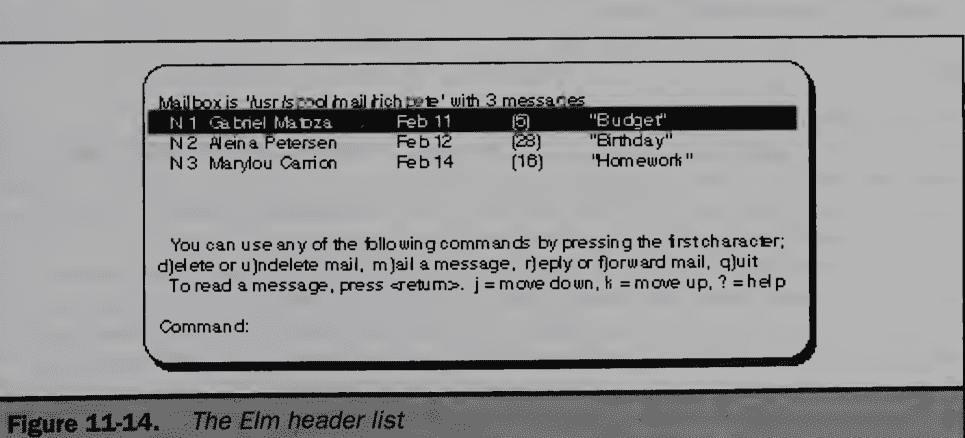 Mailbox is '/usr/spool/mail/richpete' with 3 messages
N 1 Gabriel Matoza Feb 11 (5) "Budget"
N 2 Aleina Petersen Feb 12 (28) "Birthday"
N 3 Marylou Carrion Feb 14 (16) "Homework"
You can use any of the following commands by pressing the first character;
d)elete or u)ndelete mail, m)ail a message, r)eply or f)orward mail, q)uit
To read a message, press <return>. j = move down, k = move up, ? = help
Command:
Figure 11-14. The Elm header list